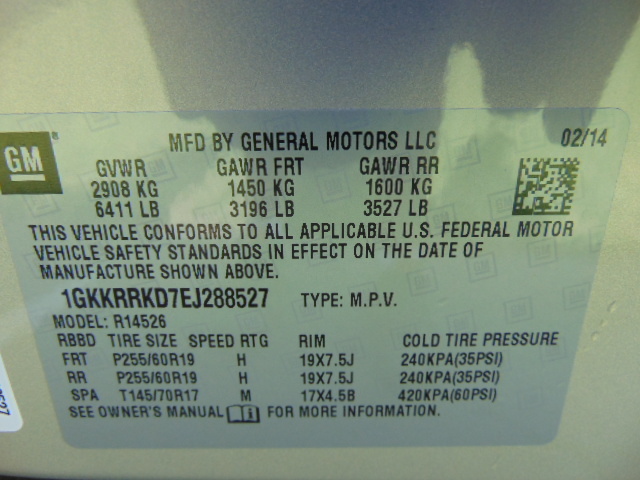 GM
MFD BY GENERAL MOTORS LLC 02/14
GVWR GAWR FRT GAWR RR
2908 KG 1450 KG 1600 KG
6411 LB 3196 LB 3527 LB
THIS VEHICLE CONFORMS TO ALL APPLICABLE U.S. FEDERAL MOTOR
VEHICLE SAFETY STANDARDS IN EFFECT ON THE DATE OF
MANUFACTURE SHOWN ABOVE.
1GKKRRKD7EJ288527 TYPE: M.P.V.
MODEL: R14526
RBBD TIRE SIZE SPEED RTG RIM COLD TIRE PRESSURE
FRT P255/60R19 H 19X7.5J 240KPA(35PSI)
RR P255/60R19 H 19X7.5J 240KPA(35PSI)
SPA T145/70R17 M 17X4.5B 420KPA(60PSI)
SEE OWNER'S MANUAL FOR MORE INFORMATION.